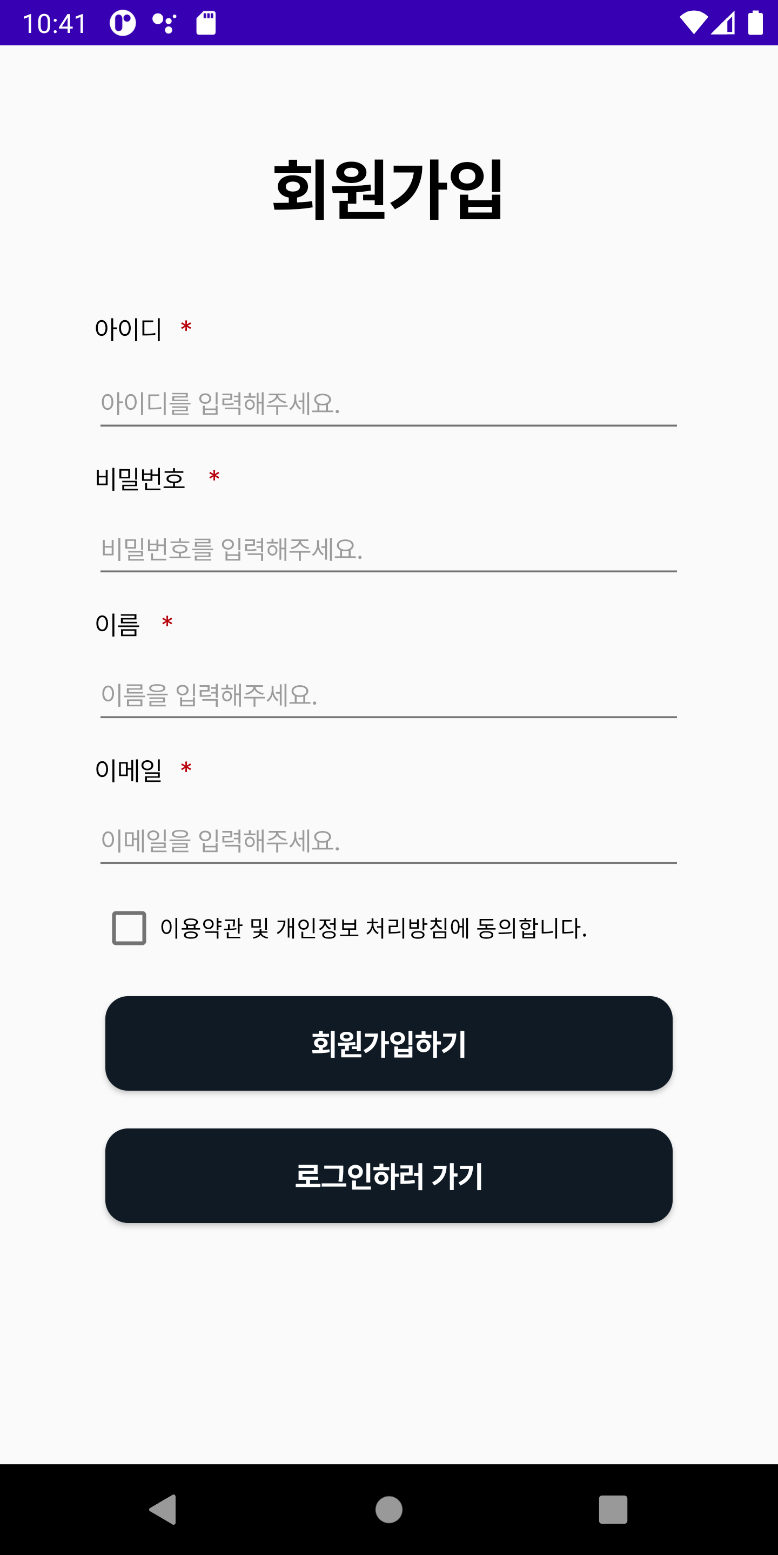 10:41
회원가입
아이디 *
아이디를 입력해주세요.
비밀번호 *
비밀번호를 입력해주세요.
이름 *
이름을 입력해주세요.
이메일 *
이메일을 입력해주세요.
이용약관 및 개인정보 처리방침에 동의합니다.
회원가입하기
로그인하러 가기